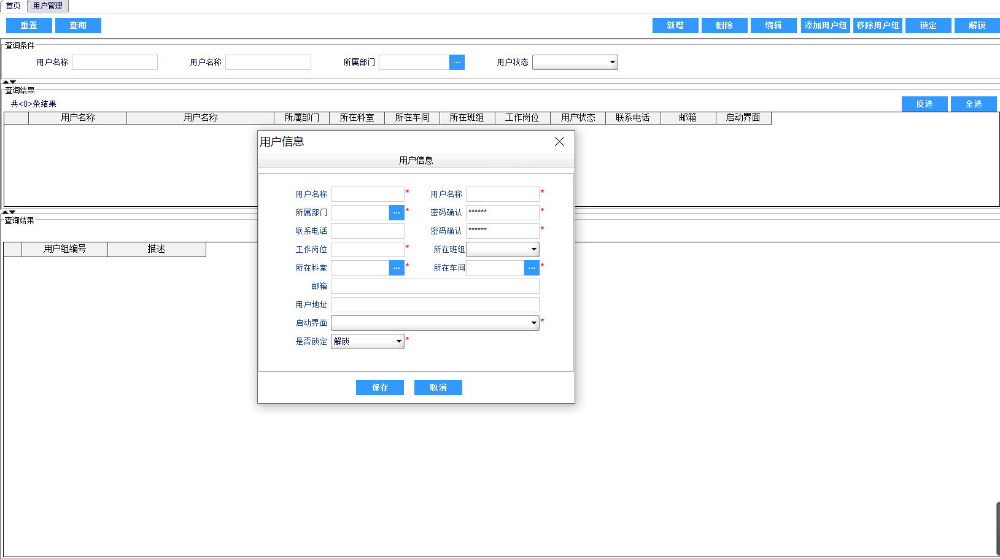 首页 用户管理
重置 查询 新增 删除 编辑 添加用户组 移除用户组 锁定 解锁
查询条件
用户名称 用户名称 所属部门 ... 用户状态
查询结果
共<0>条结果 反选 全选
用户名称 用户名称 所属部门 所在科室 所在车间 所在班组 工作岗位 用户状态 联系电话 邮箱 启动界面
查询结果
用户组编号 描述
用户信息
用户信息
用户名称 * 用户名称 *
所属部门 ... * 密码确认 ****** *
联系电话 密码确认 ****** *
工作岗位 * 所在班组
所在科室 ... * 所在车间 ... *
邮箱
用户地址
启动界面 *
是否锁定 解锁 *
保存 取消